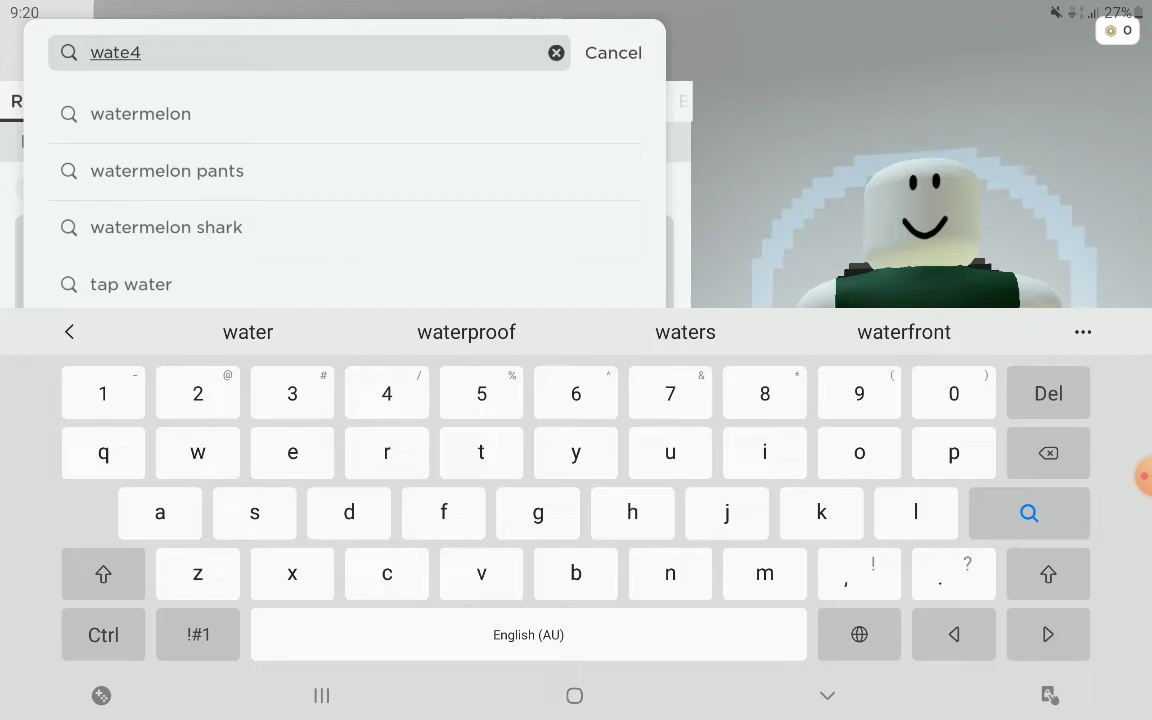 9:20
27%
0
wate4
Cancel
R
E
watermelon
watermelon pants
watermelon shark
tap water
water waterproof waters waterfront ...
1 - 2 @ 3 # 4 / 5 % 6 ^ 7 & 8 * 9 ( 0 ) Del
q w e r t y u i o p
a s d f g h j k l
z x c v b n m , ! . ?
Ctrl !#1 English (AU)